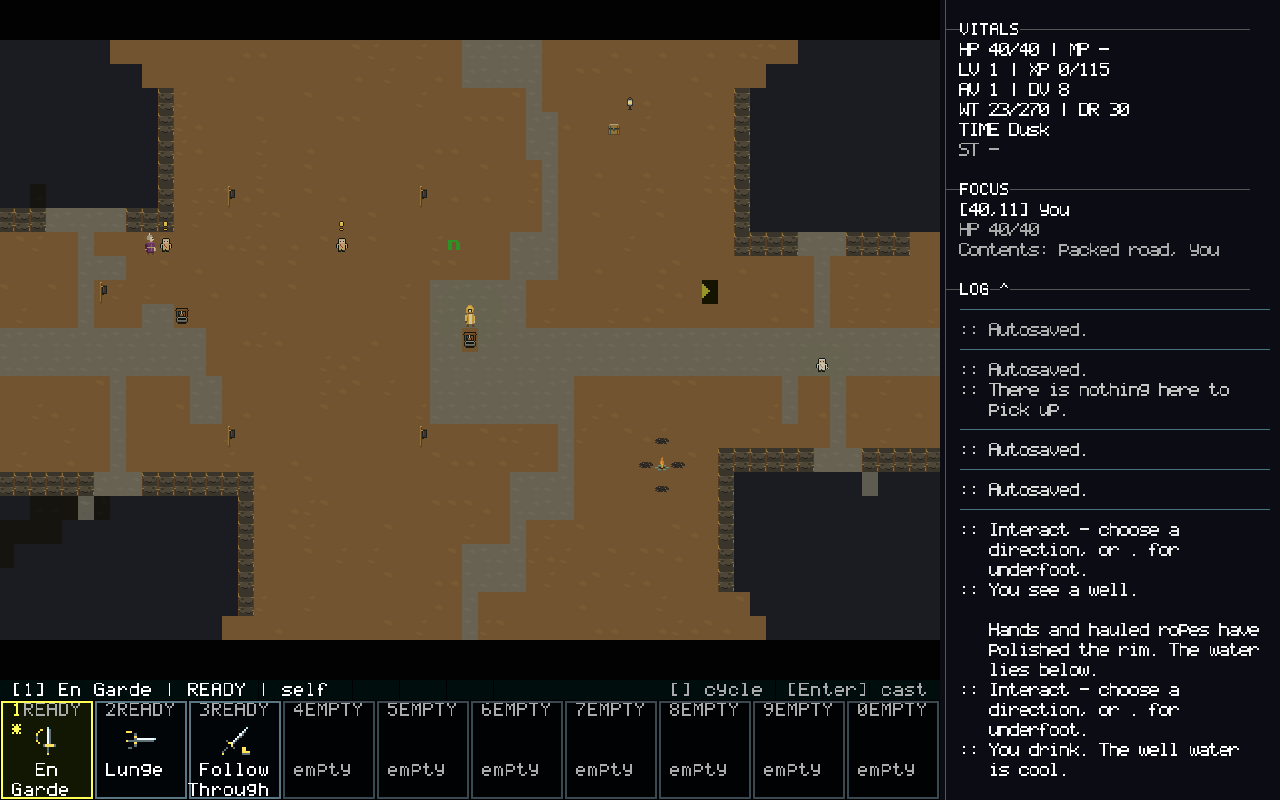 VITALS
HP 40/40 | MP -
LV 1 | XP 0/115
AV 1 | DV 8
WT 23/270 | DR 30
TIME Dusk
ST -
FOCUS
[40,11] You
HP 40/40
Contents: Packed road, You
LOG ^
:: Autosaved.
:: Autosaved.
:: There is nothing here to
Pick up.
:: Autosaved.
:: Autosaved.
:: Interact - choose a
direction, or . for
underfoot.
:: You see a well.
Hands and hauled ropes have
Polished the rim. The water
lies below.
:: Interact - choose a
direction, or . for
underfoot.
:: You drink. The well water
is cool.
n
[1] En Garde | READY | self
[] cycle [Enter] cast
1READY 2READY 3READY 4EMPTY 5EMPTY 6EMPTY 7EMPTY 8EMPTY 9EMPTY 0EMPTY
*
En Garde
Lunge
Follow Through
empty empty empty empty empty empty empty